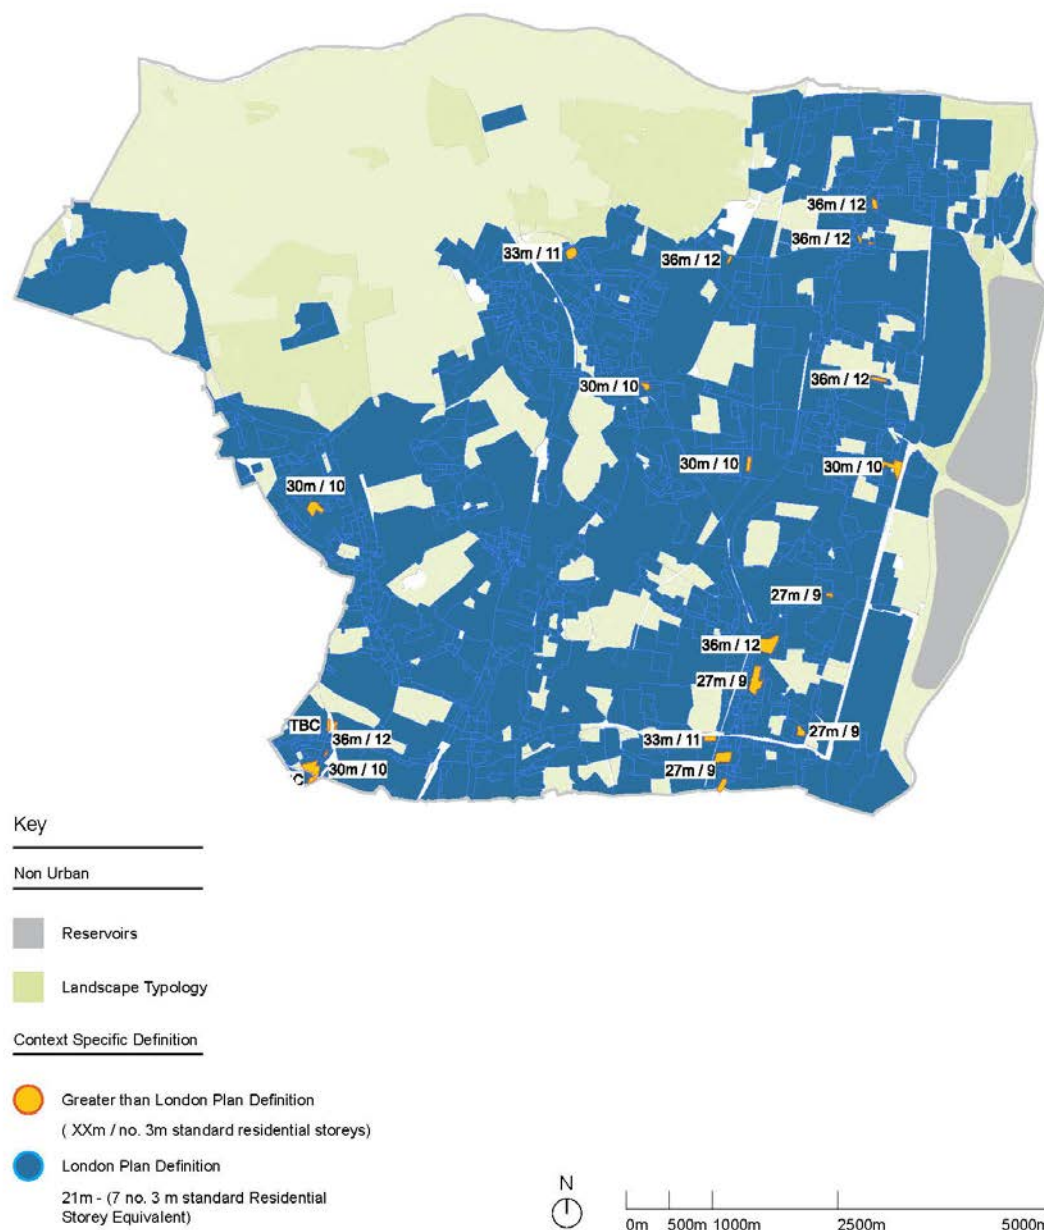 36m / 12
36m / 12
33m / 11
36m / 12
36m / 12
30m / 10
30m / 10
30m / 10
30m / 10
27m / 9
36m / 12
27m / 9
TBC
27m / 9
36m / 12
33m / 11
30m / 10
27m / 9
C
Key
Non Urban
Reservoirs
Landscape Typology
Context Specific Definition
Greater than London Plan Definition
( XXm / no. 3m standard residential storeys)
London Plan Definition
21m - (7 no. 3 m standard Residential
Storey Equivalent)
N
0m 500m 1000m 2500m 5000m